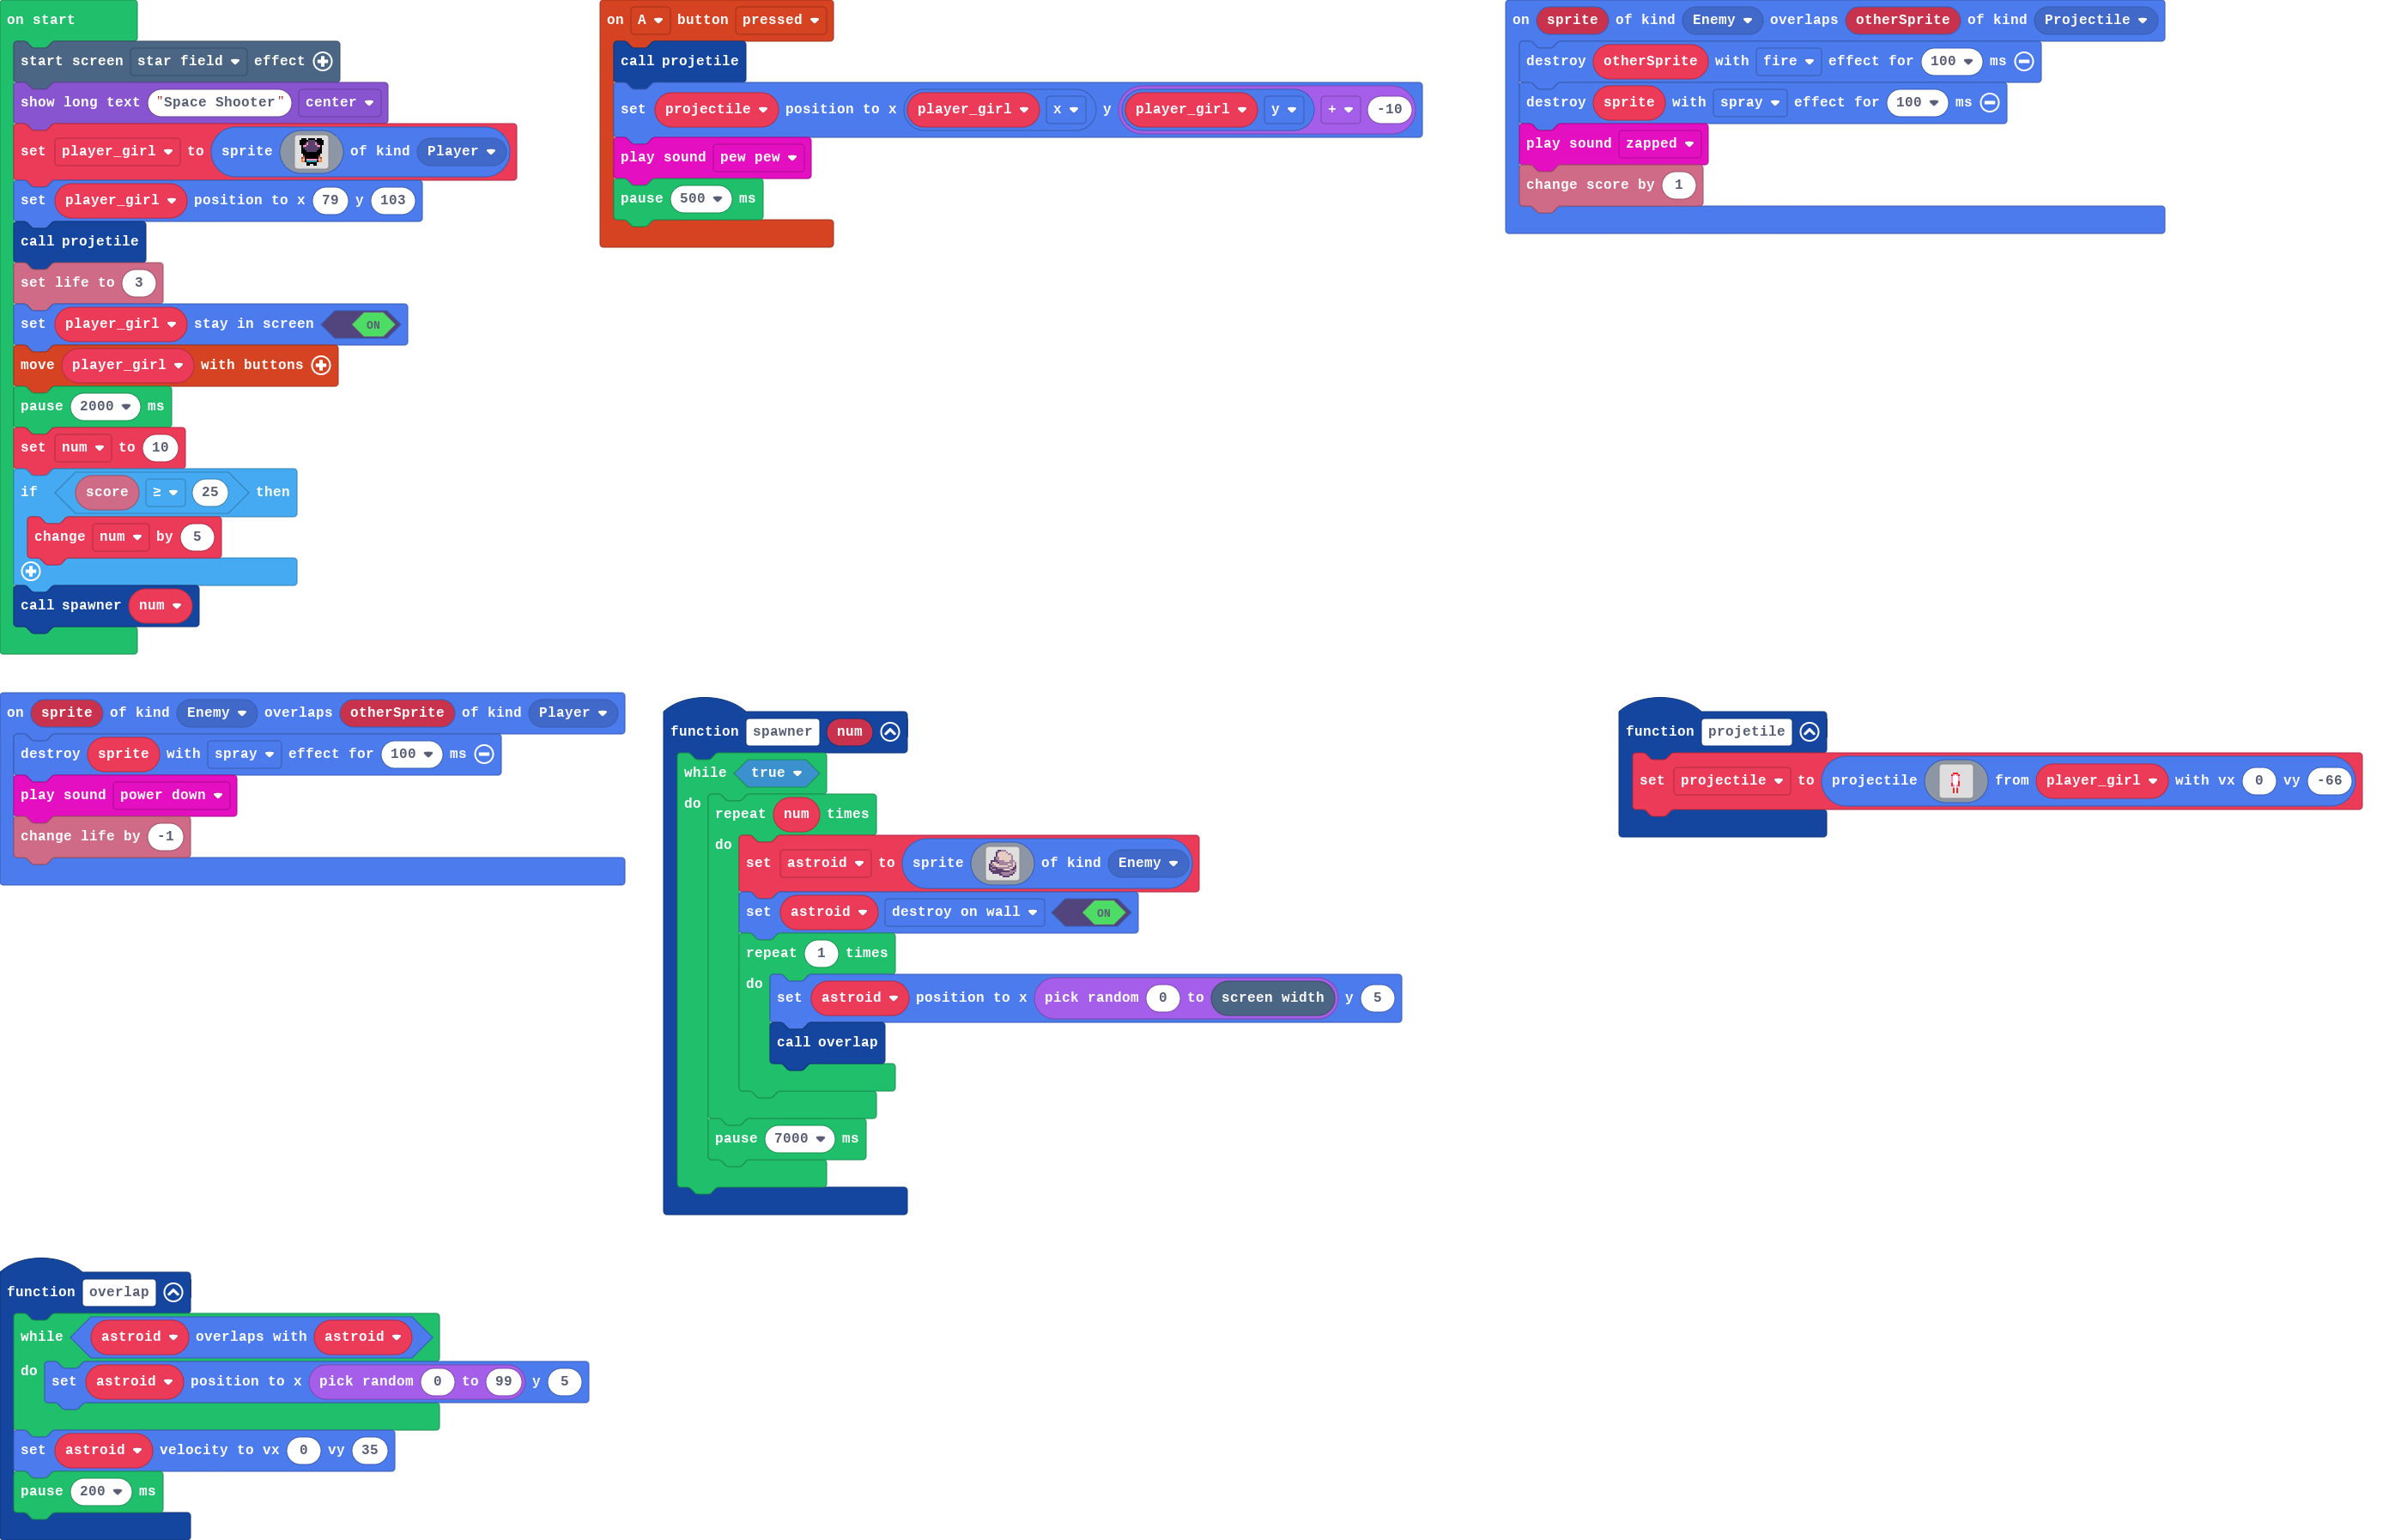 on start
start screen star field effect
show long text "Space Shooter" center
set player_girl to sprite of kind Player
set player_girl position to x 79 y 103
call projetile
set life to 3
set player_girl stay in screen ON
move player_girl with buttons
pause 2000 ms
set num to 10
if score ≥ 25 then
change num by 5
call spawner num
on A button pressed
call projetile
set projectile position to x player_girl x y player_girl y + -10
play sound pew pew
pause 500 ms
on sprite of kind Enemy overlaps otherSprite of kind Projectile
destroy otherSprite with fire effect for 100 ms
destroy sprite with spray effect for 100 ms
play sound zapped
change score by 1
on sprite of kind Enemy overlaps otherSprite of kind Player
destroy sprite with spray effect for 100 ms
play sound power down
change life by -1
function spawner num
while true
do
repeat num times
do
set astroid to sprite of kind Enemy
set astroid destroy on wall ON
repeat 1 times
do
set astroid position to x pick random 0 to screen width y 5
call overlap
pause 7000 ms
function projetile
set projectile to projectile from player_girl with vx 0 vy -66
function overlap
while astroid overlaps with astroid
do
set astroid position to x pick random 0 to 99 y 5
set astroid velocity to vx 0 vy 35
pause 200 ms